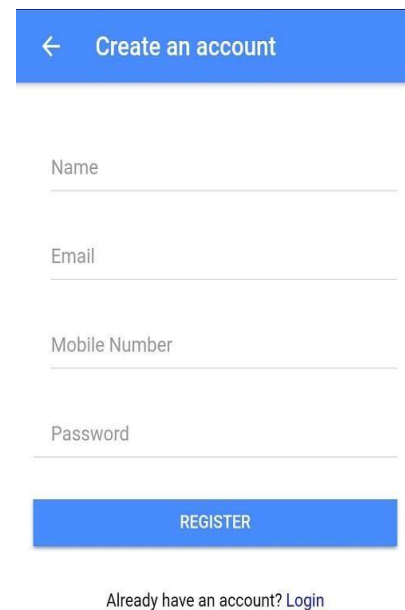 Create an account
Name
Email
Mobile Number
Password
REGISTER
Already have an account? Login